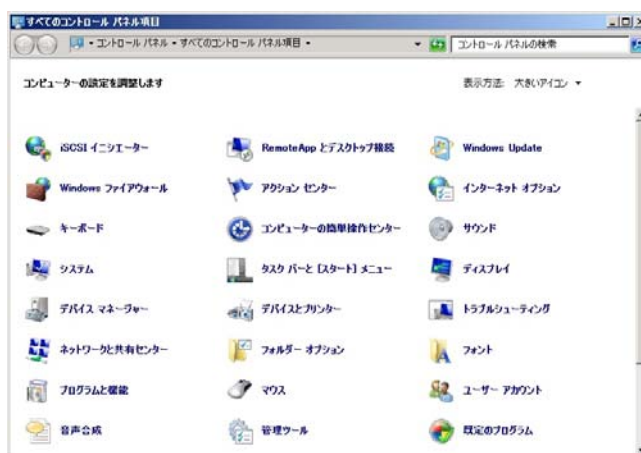 すべてのコントロール パネル項目
コントロール パネル すべてのコントロール パネル項目 コントロール パネルの検索
コンピューターの設定を調整します 表示方法: 大きいアイコン
iSCSI イニシエーター RemoteApp とデスクトップ接続 Windows Update
Windows ファイアウォール アクション センター インターネット オプション
キーボード コンピューターの簡単操作センター サウンド
システム タスク バーと [スタート] メニュー ディスプレイ
デバイス マネージャー デバイスとプリンター トラブルシューティング
ネットワークと共有センター フォルダー オプション フォント
プログラムと機能 マウス ユーザー アカウント
音声合成 管理ツール 既定のプログラム